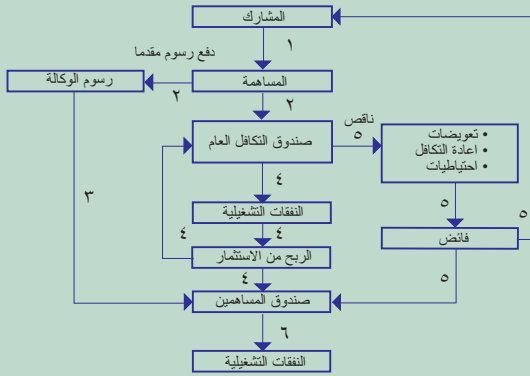 المشارك
١
دفع رسوم مقدما
رسوم الوكالة
٢
المساهمة
٢
ناقص
٥
صندوق التكافل العام
• تعويضات
• اعادة التكافل
• احتياطيات
٤
٣
النفقات التشغيلية
٤
٤
٥
٥
فائض
الربح من الاستثمار
٤
٥
صندوق المساهمين
٦
النفقات التشغيلية